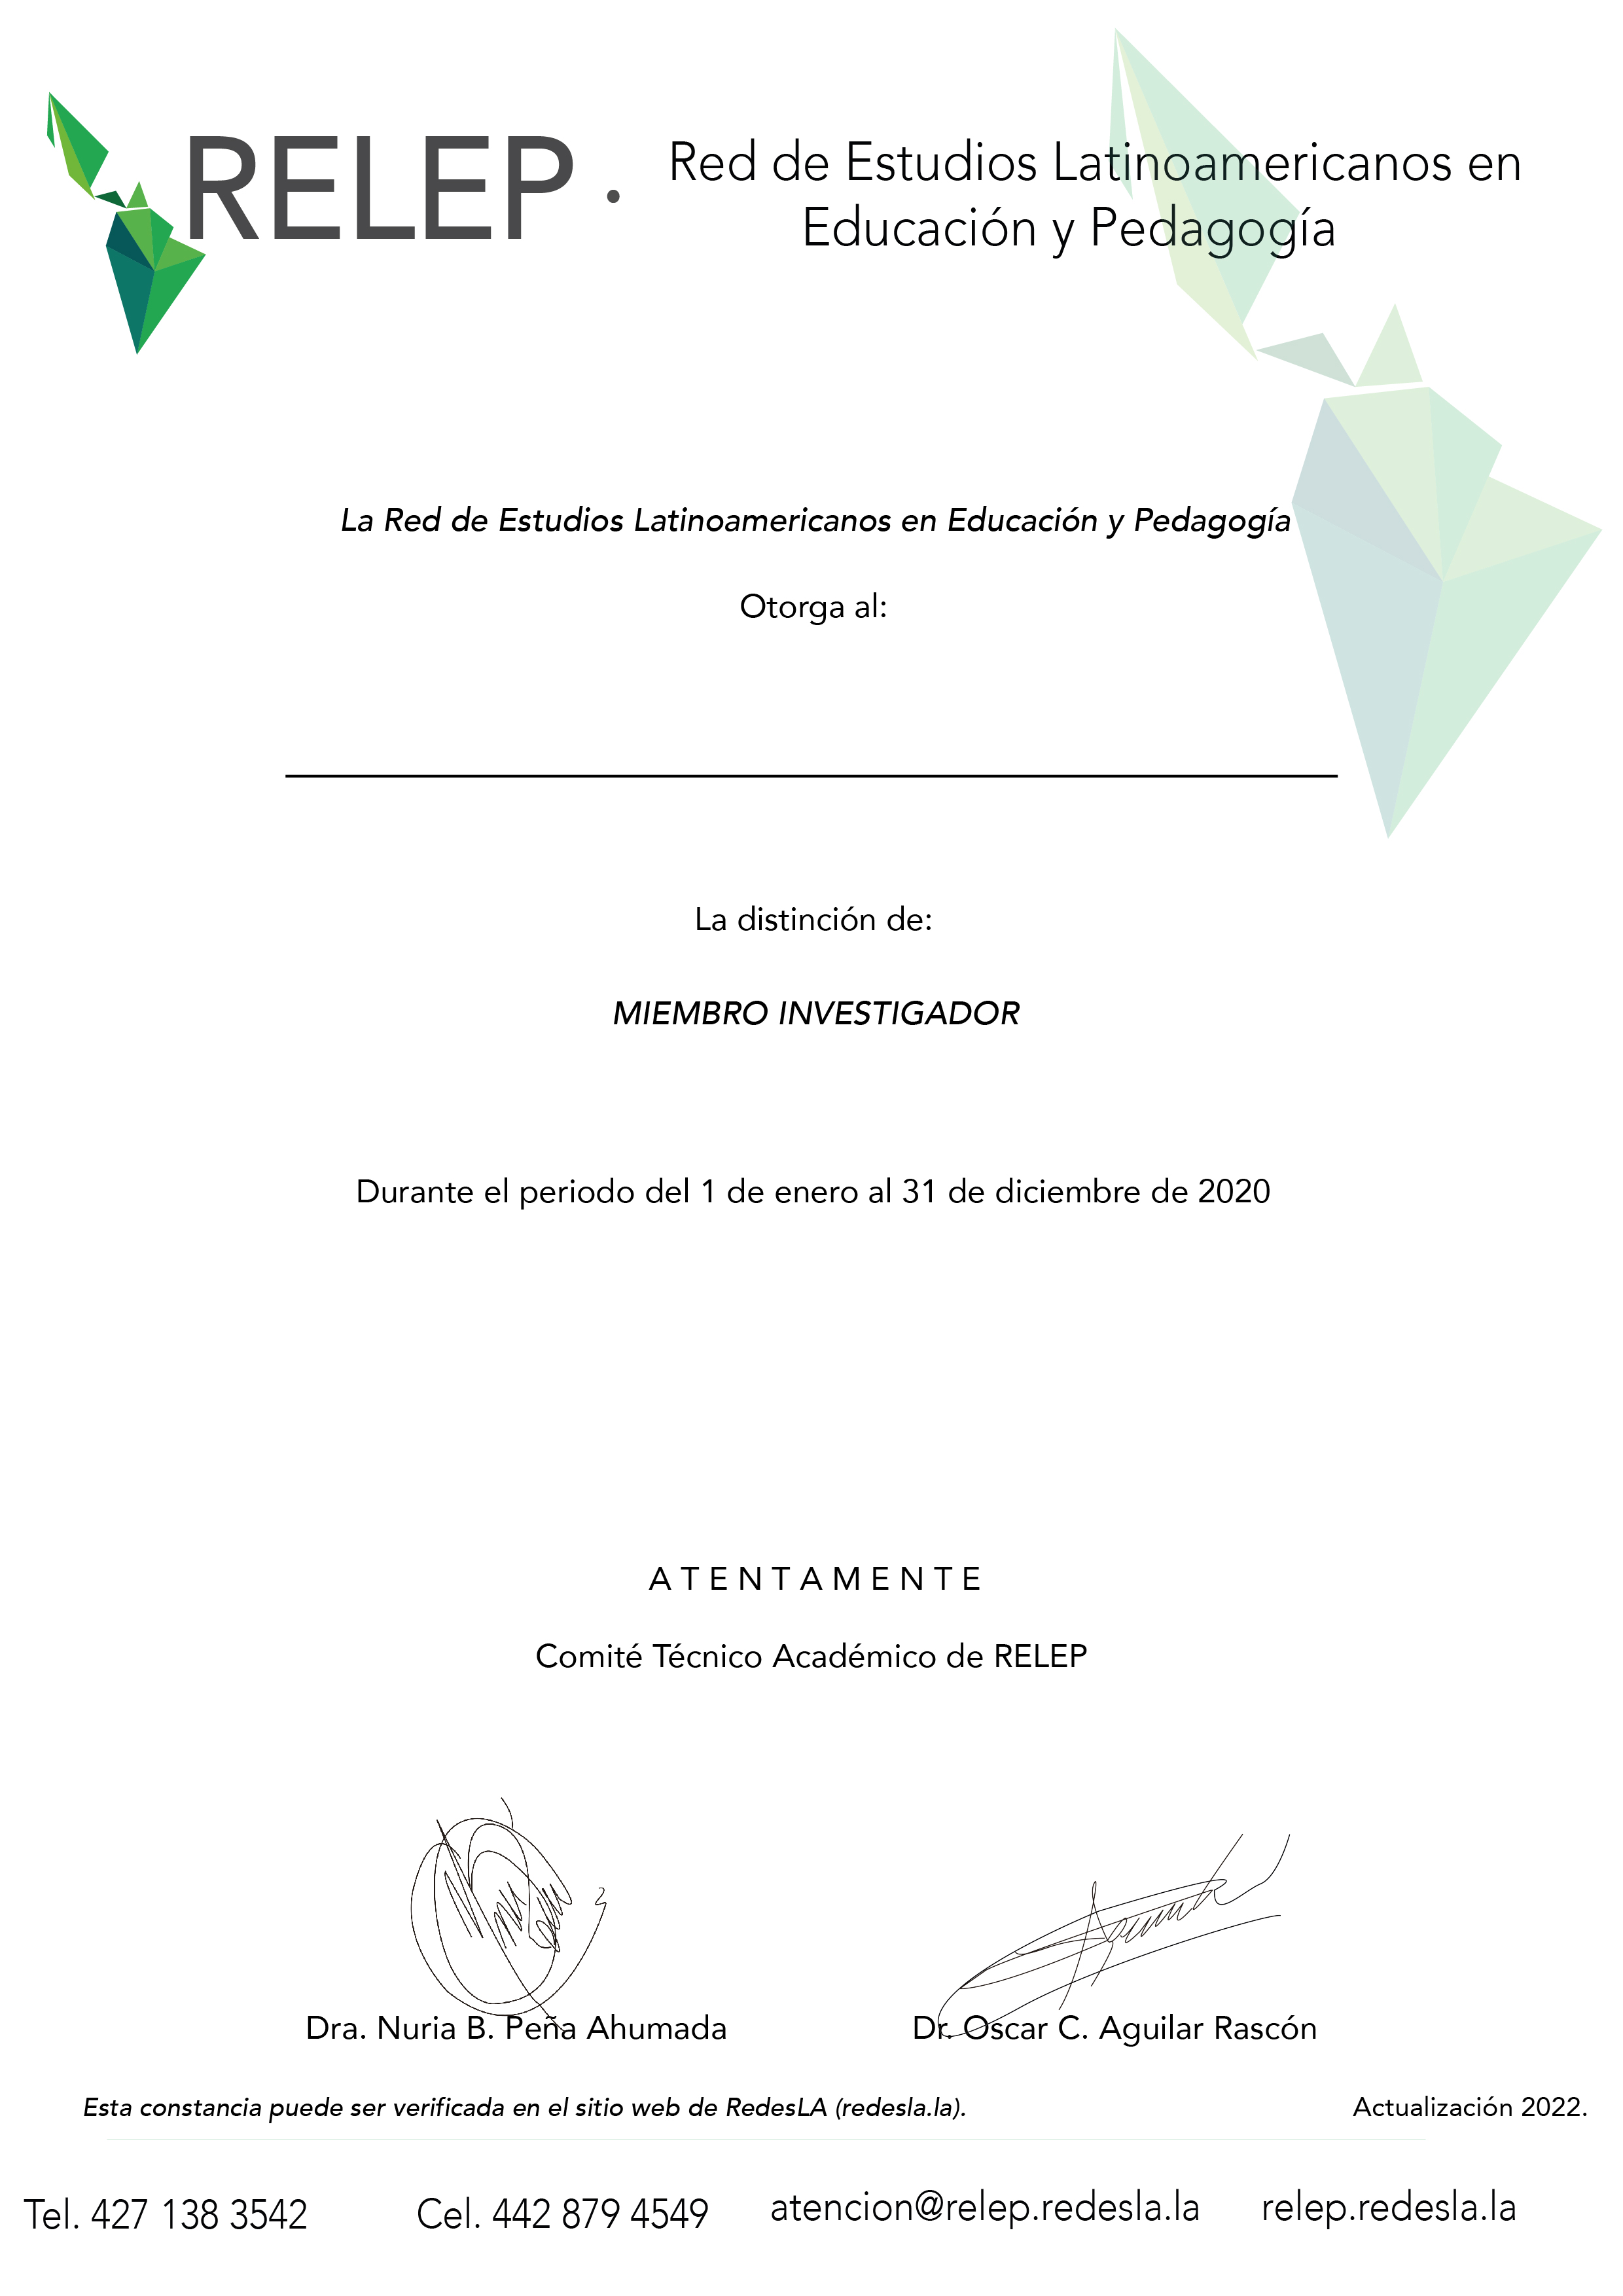 RELEP ·
Red de Estudios Latinoamericanos en
Educación y Pedagogía
La Red de Estudios Latinoamericanos en Educación y Pedagogía
Otorga al:
La distinción de:
MIEMBRO INVESTIGADOR
Durante el periodo del 1 de enero al 31 de diciembre de 2020
ATENTAMENTE
Comité Técnico Académico de RELEP
Dra. Nuria B. Peña Ahumada
Dr. Oscar C. Aguilar Rascón
Esta constancia puede ser verificada en el sitio web de RedesLA (redesla.la).
Actualización 2022.
Tel. 427 138 3542
Cel. 442 879 4549
atencion@relep.redesla.la
relep.redesla.la